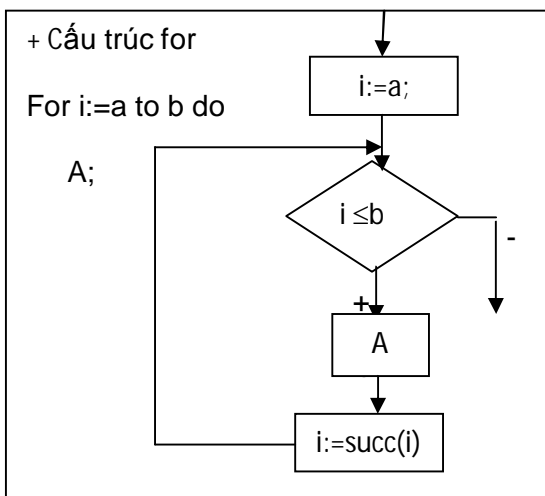 + Cấu trúc for
For i:=a to b do
A;
i:=a;
i ≤b
-
+
A
i:=succ(i)